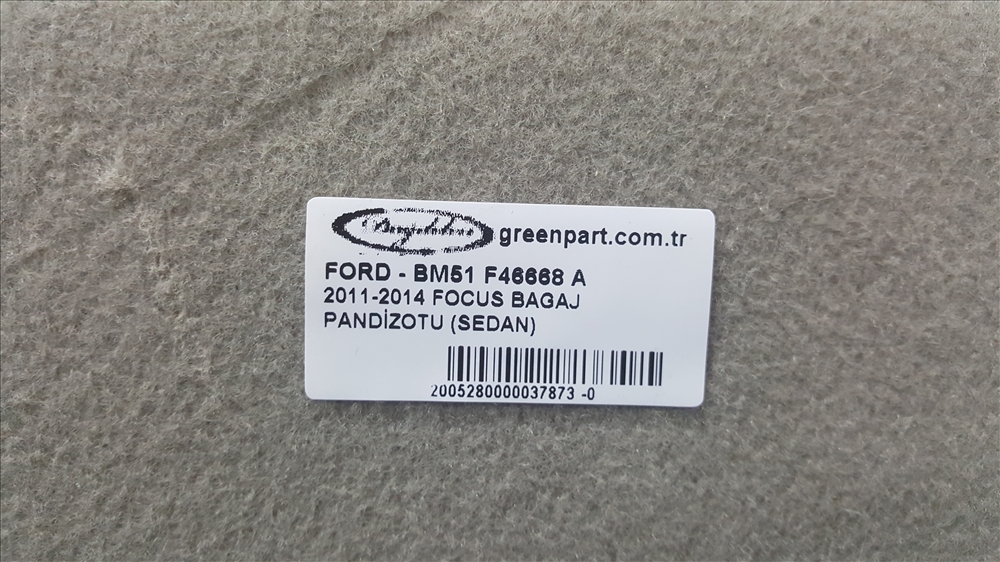 greenpart.com.tr
FORD - BM51 F46668 A
2011-2014 FOCUS BAGAJ
PANDİZOTU (SEDAN)
2005280000037873 -0